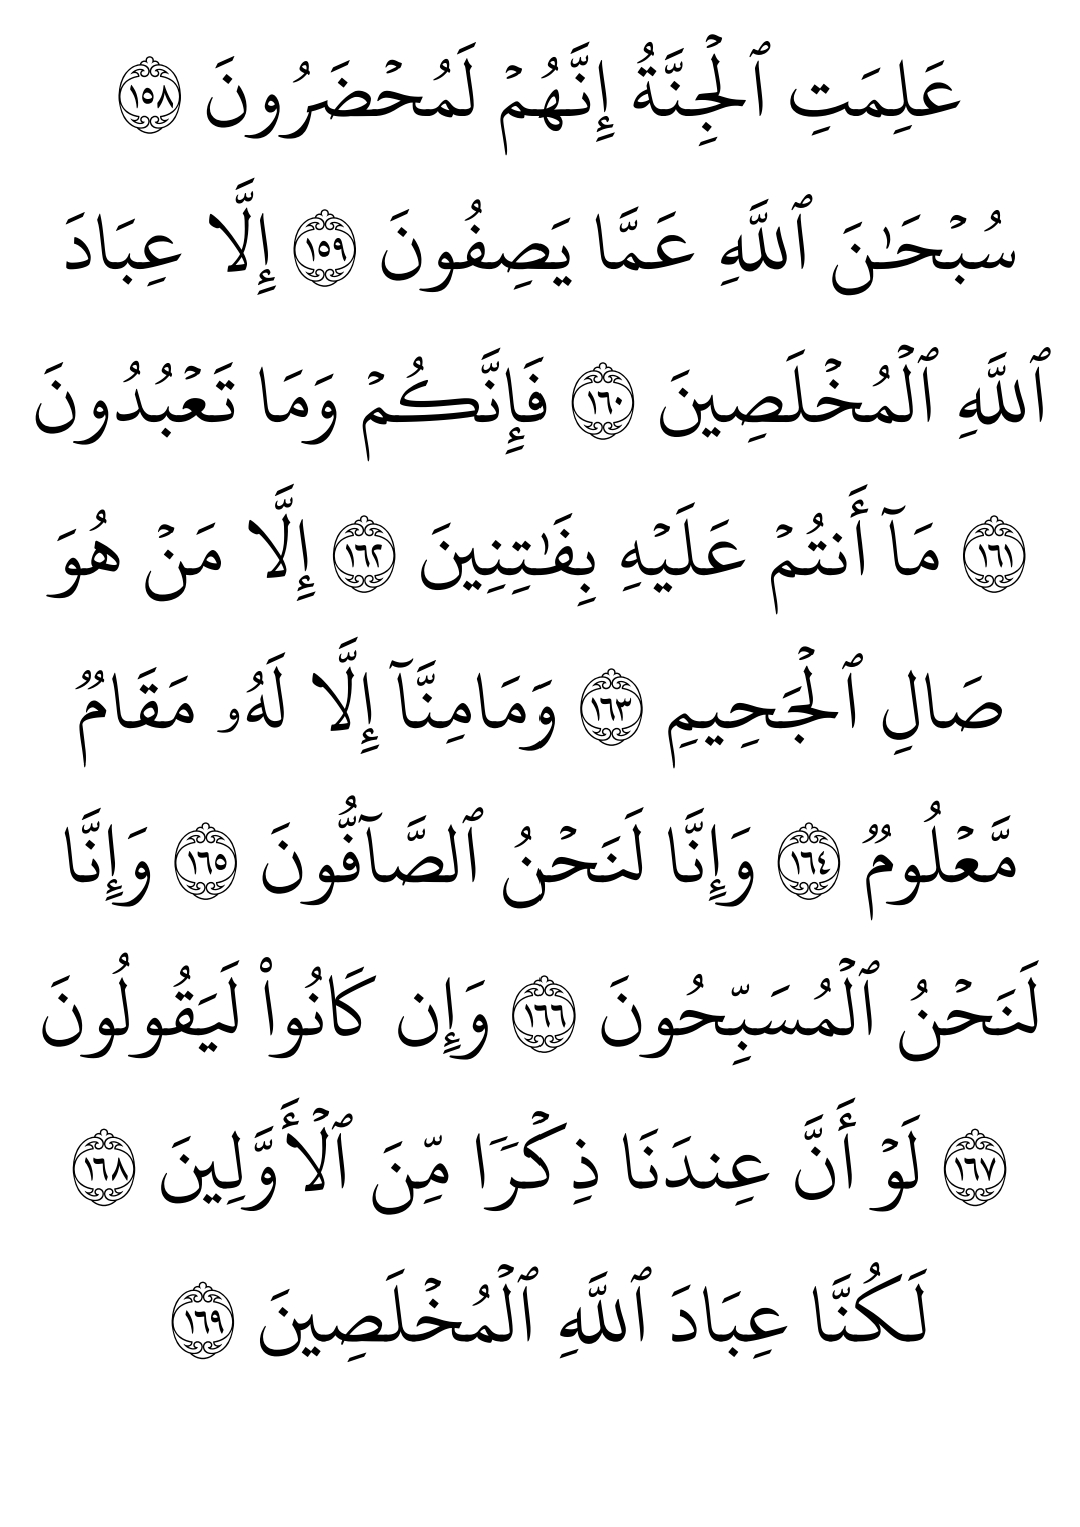 عَلِمَتِ ٱلْجِنَّةُ إِنَّهُمْ لَمُحْضَرُونَ ١٥٨
سُبْحَـٰنَ ٱللَّهِ عَمَّا يَصِفُونَ ١٥٩ إِلَّا عِبَادَ
ٱللَّهِ ٱلْمُخْلَصِينَ ١٦٠ فَإِنَّكُمْ وَمَا تَعْبُدُونَ
١٦١ مَآ أَنتُمْ عَلَيْهِ بِفَـٰتِنِينَ ١٦٢ إِلَّا مَنْ هُوَ
صَالِ ٱلْجَحِيمِ ١٦٣ وَمَامِنَّآ إِلَّا لَهُۥ مَقَامٌ
مَّعْلُومٌ ١٦٤ وَإِنَّا لَنَحْنُ ٱلصَّآفُّونَ ١٦٥ وَإِنَّا
لَنَحْنُ ٱلْمُسَبِّحُونَ ١٦٦ وَإِن كَانُوا۟ لَيَقُولُونَ
١٦٧ لَوْ أَنَّ عِندَنَا ذِكْرًا مِّنَ ٱلْأَوَّلِينَ ١٦٨
لَكُنَّا عِبَادَ ٱللَّهِ ٱلْمُخْلَصِينَ ١٦٩